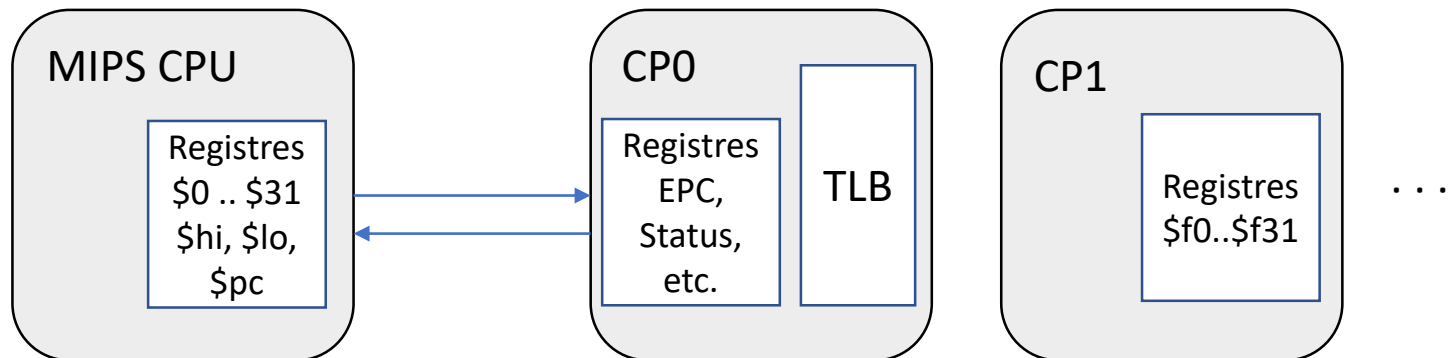 MIPS CPU
Registres
$0 .. $31
$hi, $lo,
$pc
CP0
Registres
EPC,
Status,
etc.
TLB
CP1
Registres
$f0..$f31
. . .